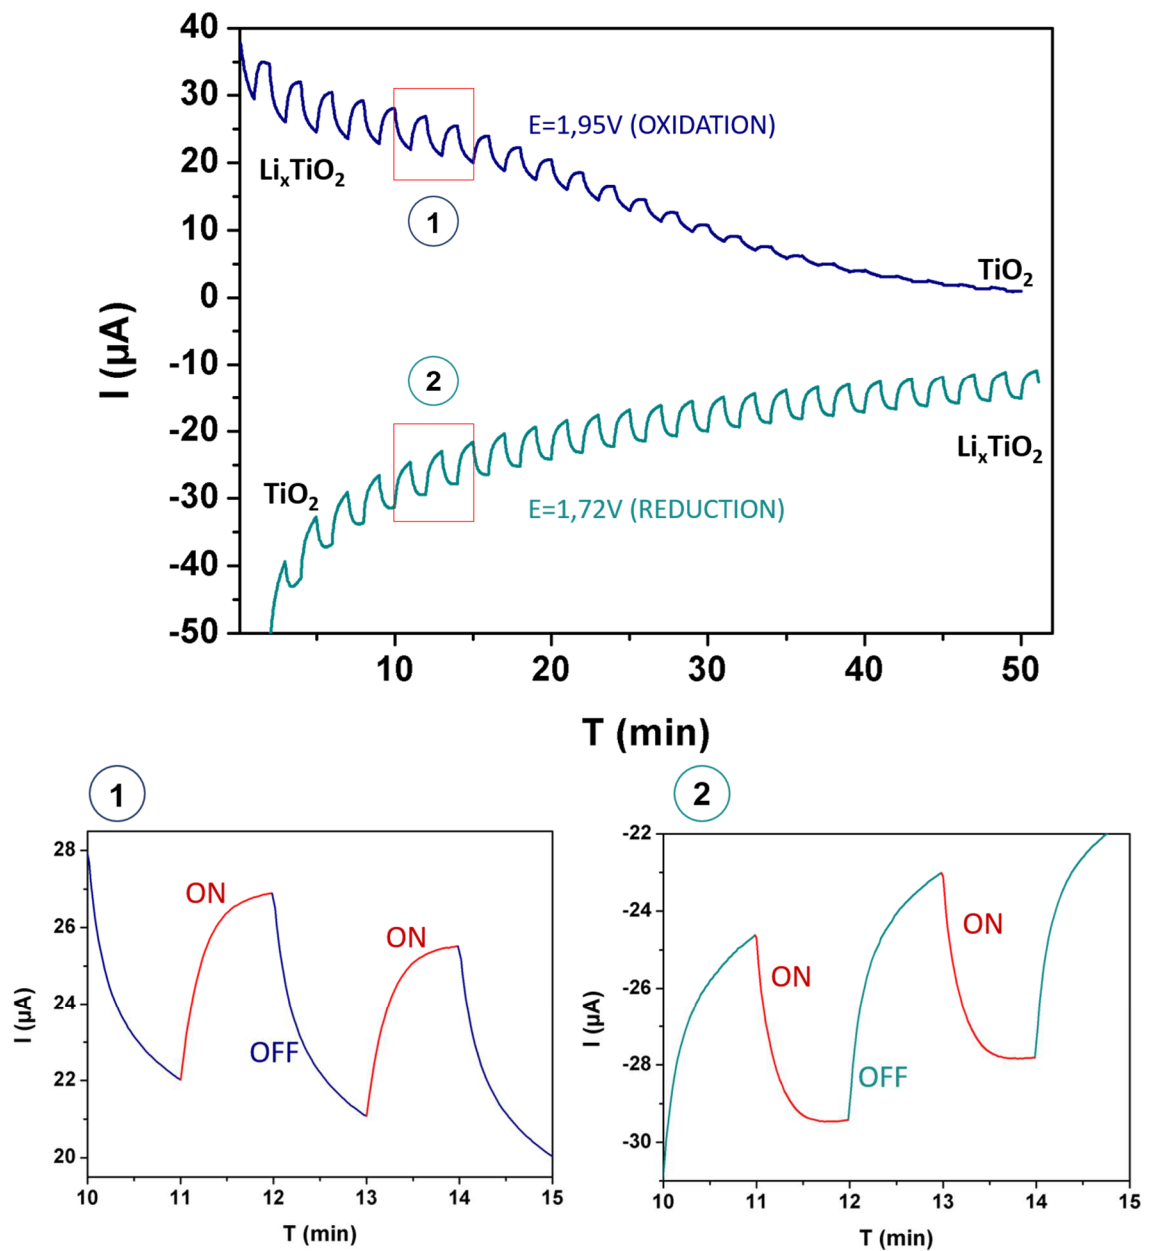 40
30
20
10
0
-10
-20
-30
-40
-50
I (µA)
E=1,95V (OXIDATION)
LiₓTiO₂
1
TiO₂
2
LiₓTiO₂
TiO₂
E=1,72V (REDUCTION)
10 20 30 40 50
T (min)
1
28
26
24
22
20
I (µA)
ON
ON
OFF
10 11 12 13 14 15
T (min)
2
-22
-24
-26
-28
-30
I (µA)
ON
ON
OFF
10 11 12 13 14 15
T (min)